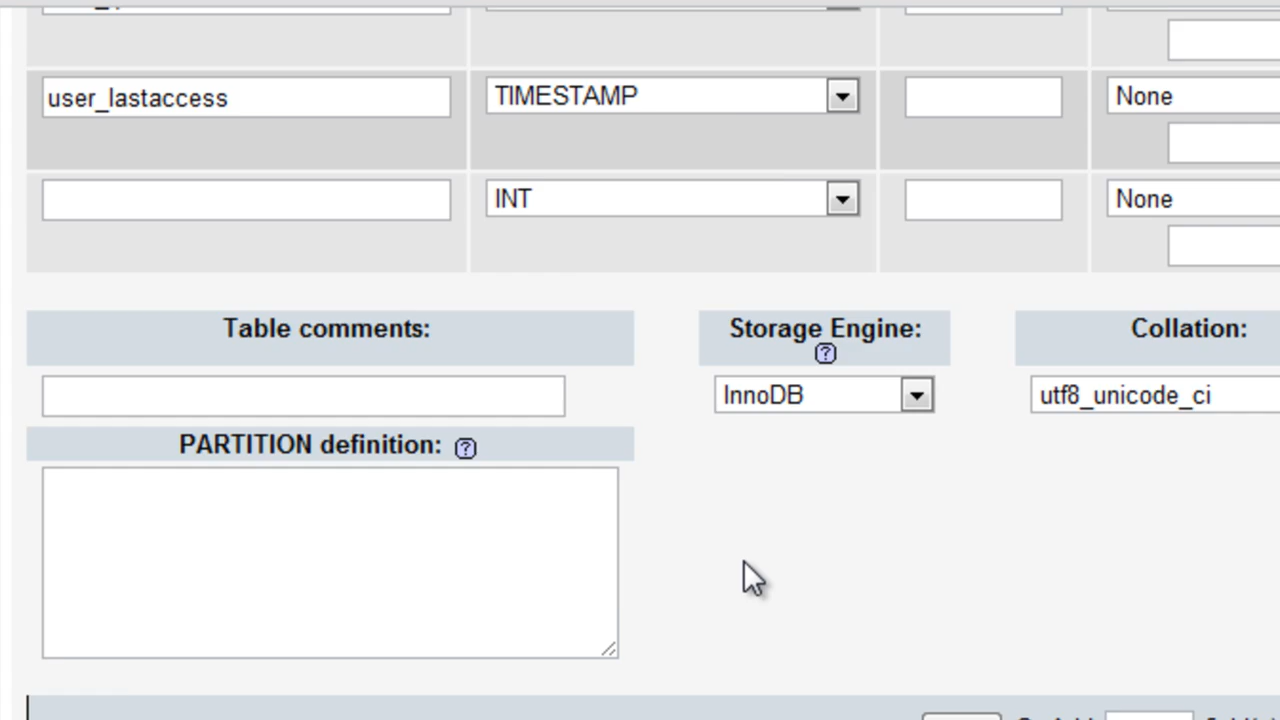 user_lastaccess TIMESTAMP None
INT None
Table comments: Storage Engine: Collation:
InnoDB utf8_unicode_ci
PARTITION definition: